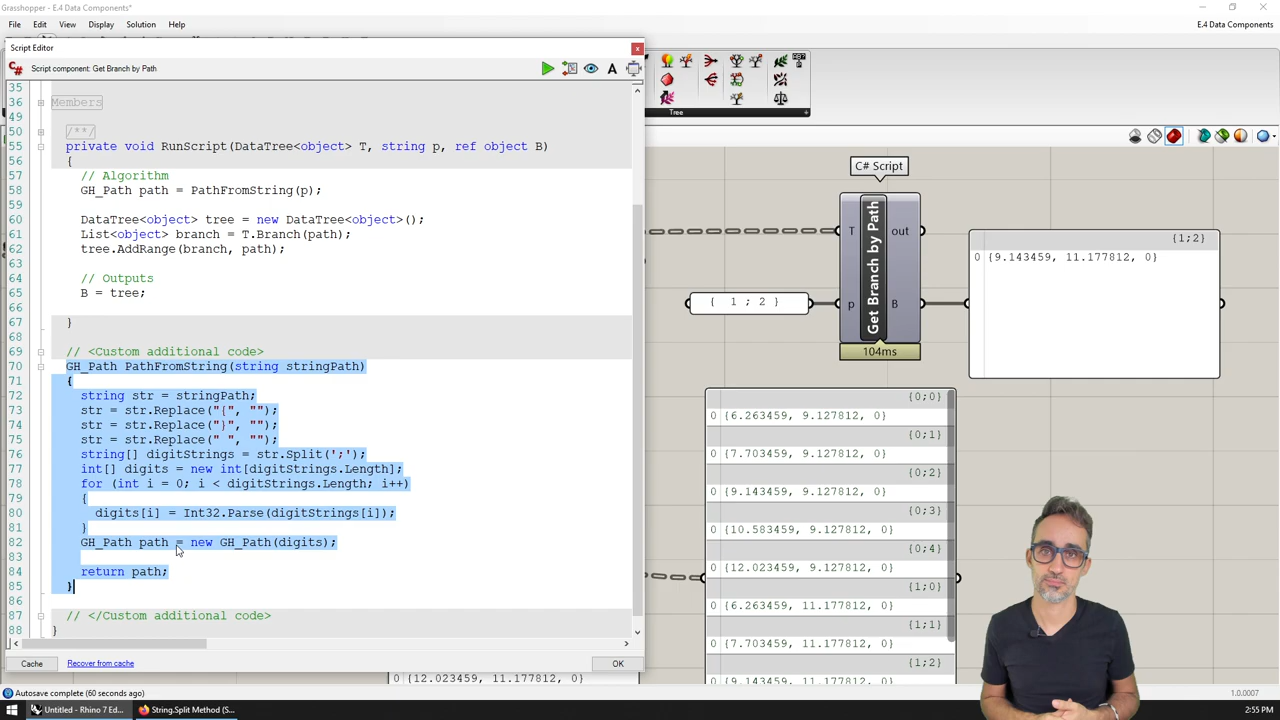 Grasshopper - E.4 Data Components*
File Edit View Display Solution Help
E.4 Data Components
Script Editor
Script component: Get Branch by Path
35
36 Members
50 /**/
55 private void RunScript(DataTree<object> T, string p, ref object B)
56 {
57 // Algorithm
58 GH_Path path = PathFromString(p);
59
60 DataTree<object> tree = new DataTree<object>();
61 List<object> branch = T.Branch(path);
62 tree.AddRange(branch, path);
63
64 // Outputs
65 B = tree;
66
67 }
68
69 // <Custom additional code>
70 GH_Path PathFromString(string stringPath)
71 {
72 string str = stringPath;
73 str = str.Replace("{", "");
74 str = str.Replace("}", "");
75 str = str.Replace(" ", "");
76 string[] digitStrings = str.Split(';');
77 int[] digits = new int[digitStrings.Length];
78 for (int i = 0; i < digitStrings.Length; i++)
79 {
80 digits[i] = Int32.Parse(digitStrings[i]);
81 }
82 GH_Path path = new GH_Path(digits);
83
84 return path;
85 }
86
87 // </Custom additional code>
88 }
Cache Recover from cache OK
Tree
C# Script
T out
Get Branch by Path
{ 1 ; 2 } p B
104ms
{1;2}
0 {9.143459, 11.177812, 0}
{0;0}
0 {6.263459, 9.127812, 0}
{0;1}
0 {7.703459, 9.127812, 0}
{0;2}
0 {9.143459, 9.127812, 0}
{0;3}
0 {10.583459, 9.127812, 0}
{0;4}
0 {12.023459, 9.127812, 0}
{1;0}
0 {6.263459, 11.177812, 0}
{1;1}
0 {7.703459, 11.177812, 0}
{1;2}
0 {9.143459, 11.177812, 0}
0 {12.023459, 11.177812, 0}
Autosave complete (60 seconds ago)
1.0.0007
Untitled - Rhino 7 Ed...
String.Split Method (S...
2:55 PM